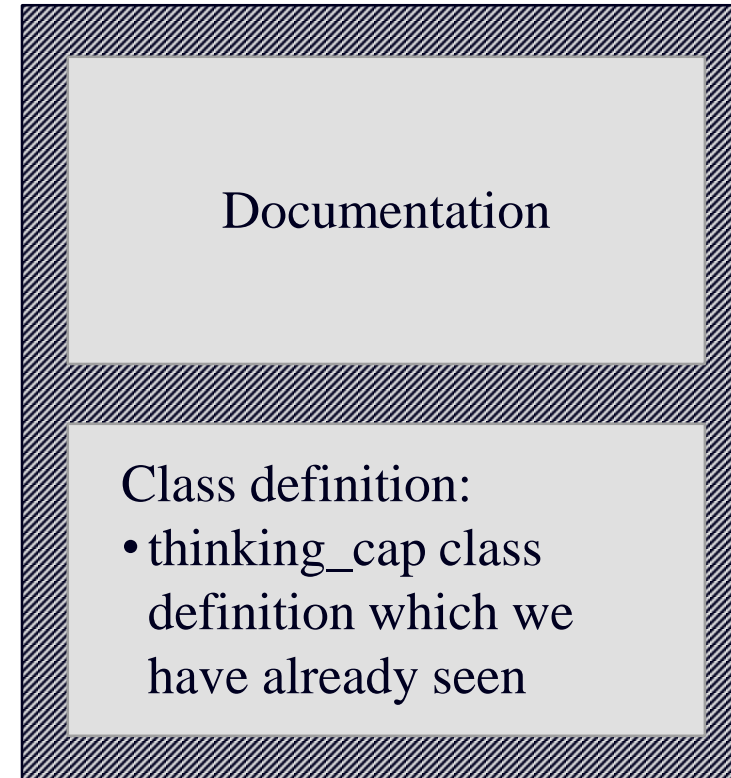 Documentation
Class definition:
• thinking_cap class
definition which we
have already seen